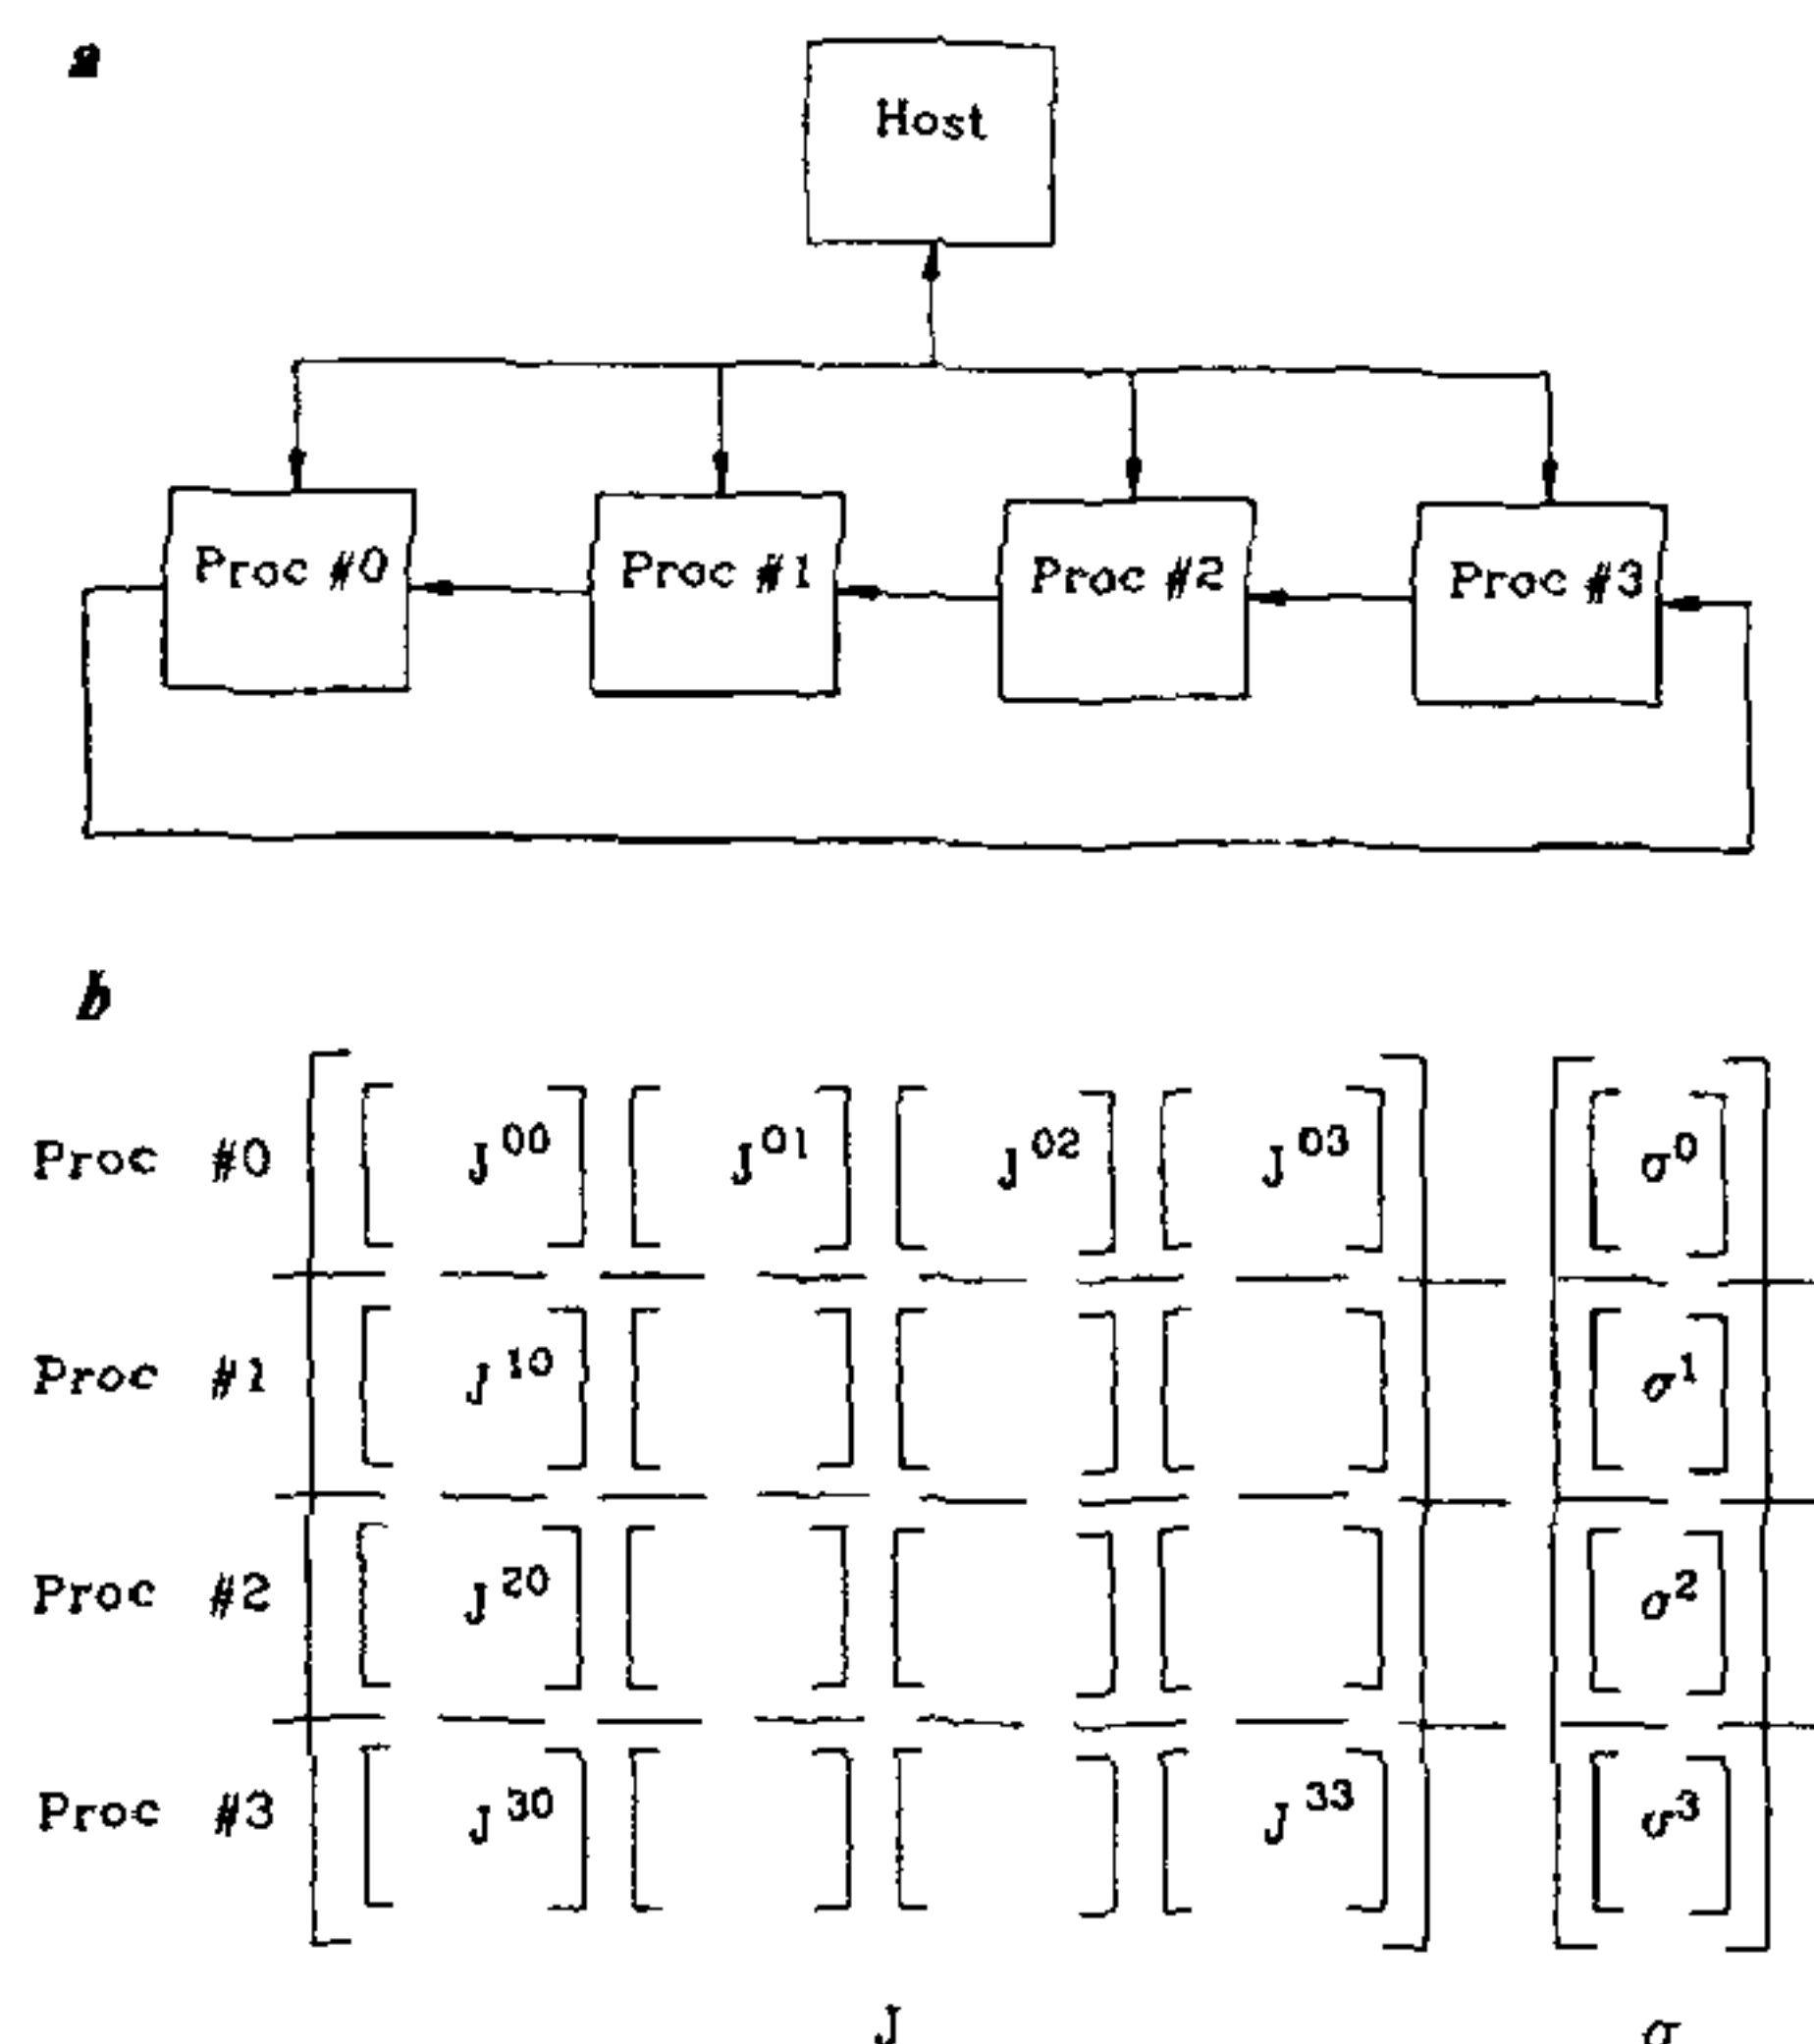 a
Host
Proc #0 Proc #1 Proc #2 Proc #3
b
Proc #0 J⁰⁰ J⁰¹ J⁰² J⁰³ σ⁰
Proc #1 J¹⁰ σ¹
Proc #2 J²⁰ σ²
Proc #3 J³⁰ J³³ σ³
J σ